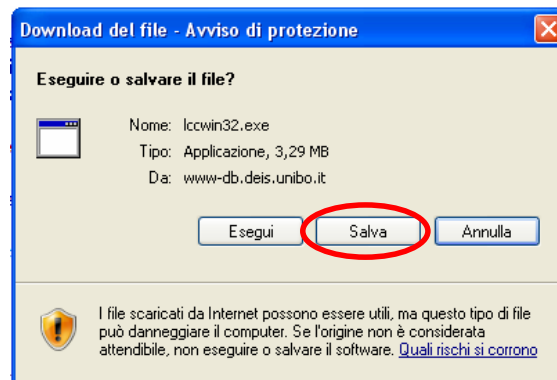 Download del file - Avviso di protezione
Eseguire o salvare il file?
Nome: lccwin32.exe
Tipo: Applicazione, 3,29 MB
Da: www-db.deis.unibo.it
Esegui Salva Annulla
I file scaricati da Internet possono essere utili, ma questo tipo di file
può danneggiare il computer. Se l'origine non è considerata
attendibile, non eseguire o salvare il software. Quali rischi si corrono